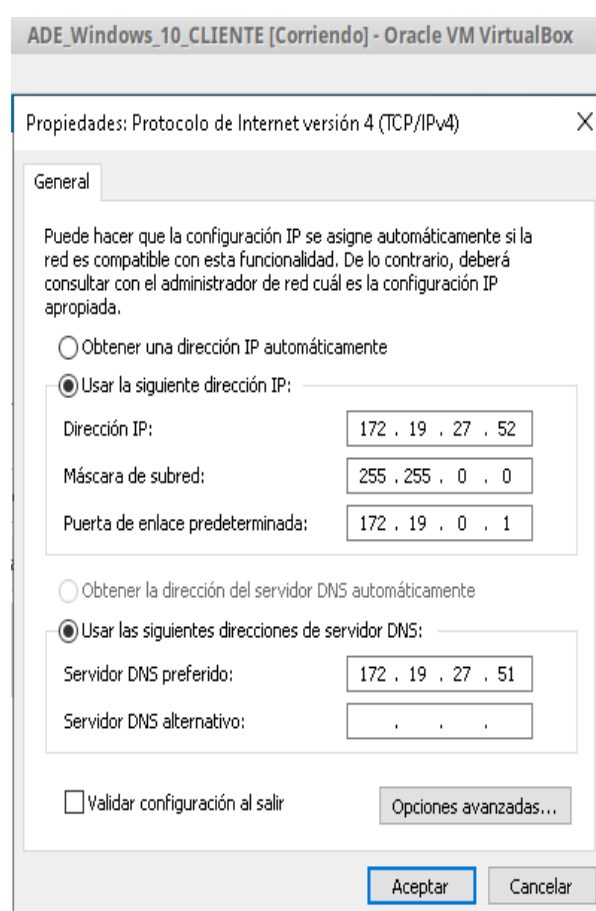 ADE_Windows_10_CLIENTE [Corriendo] - Oracle VM VirtualBox
Propiedades: Protocolo de Internet versión 4 (TCP/IPv4)
General
Puede hacer que la configuración IP se asigne automáticamente si la
red es compatible con esta funcionalidad. De lo contrario, deberá
consultar con el administrador de red cuál es la configuración IP
apropiada.
Obtener una dirección IP automáticamente
Usar la siguiente dirección IP:
Dirección IP: 172 . 19 . 27 . 52
Máscara de subred: 255 . 255 . 0 . 0
Puerta de enlace predeterminada: 172 . 19 . 0 . 1
Obtener la dirección del servidor DNS automáticamente
Usar las siguientes direcciones de servidor DNS:
Servidor DNS preferido: 172 . 19 . 27 . 51
Servidor DNS alternativo: . . .
Validar configuración al salir
Opciones avanzadas...
Aceptar Cancelar